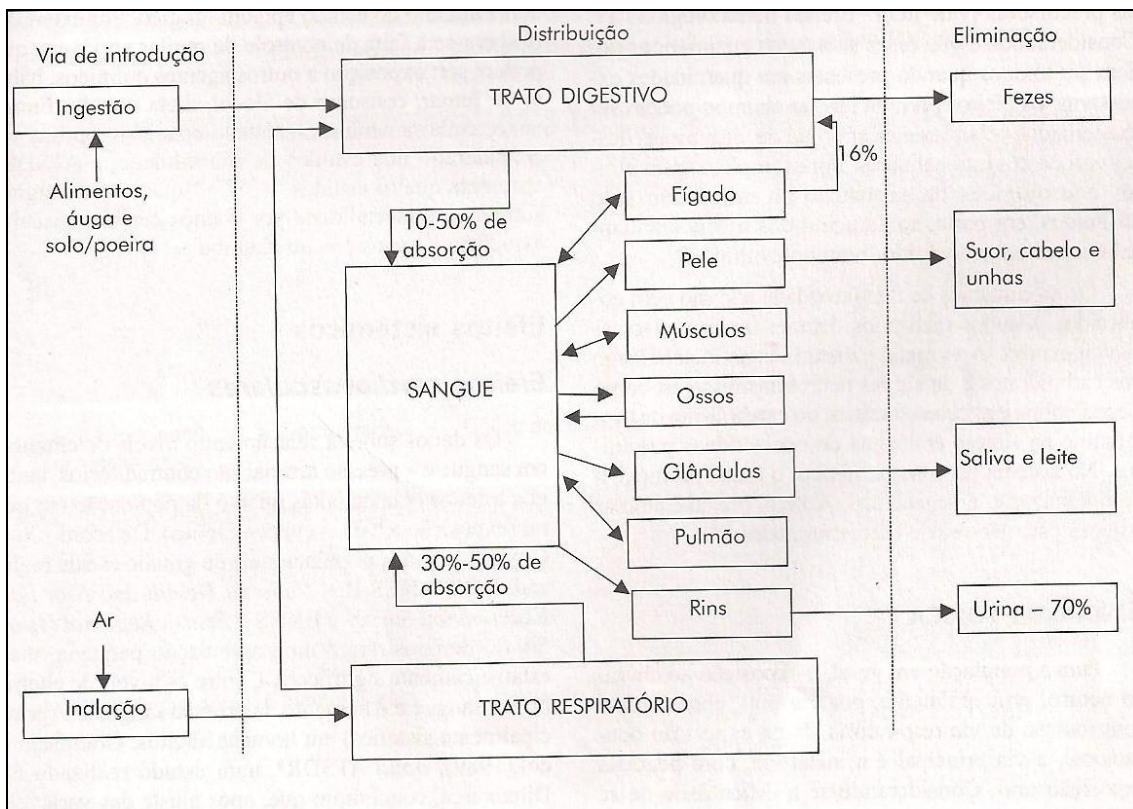 Via de introdução
Ingestão
Alimentos,
áuga e
solo/poeira
Ar
Inalação
Distribuição
TRATO DIGESTIVO
10-50% de
absorção
SANGUE
30%-50% de
absorção
TRATO RESPIRATÓRIO
16%
Fígado
Pele
Músculos
Ossos
Glândulas
Pulmão
Rins
Eliminação
Fezes
Suor, cabelo e
unhas
Saliva e leite
Urina – 70%